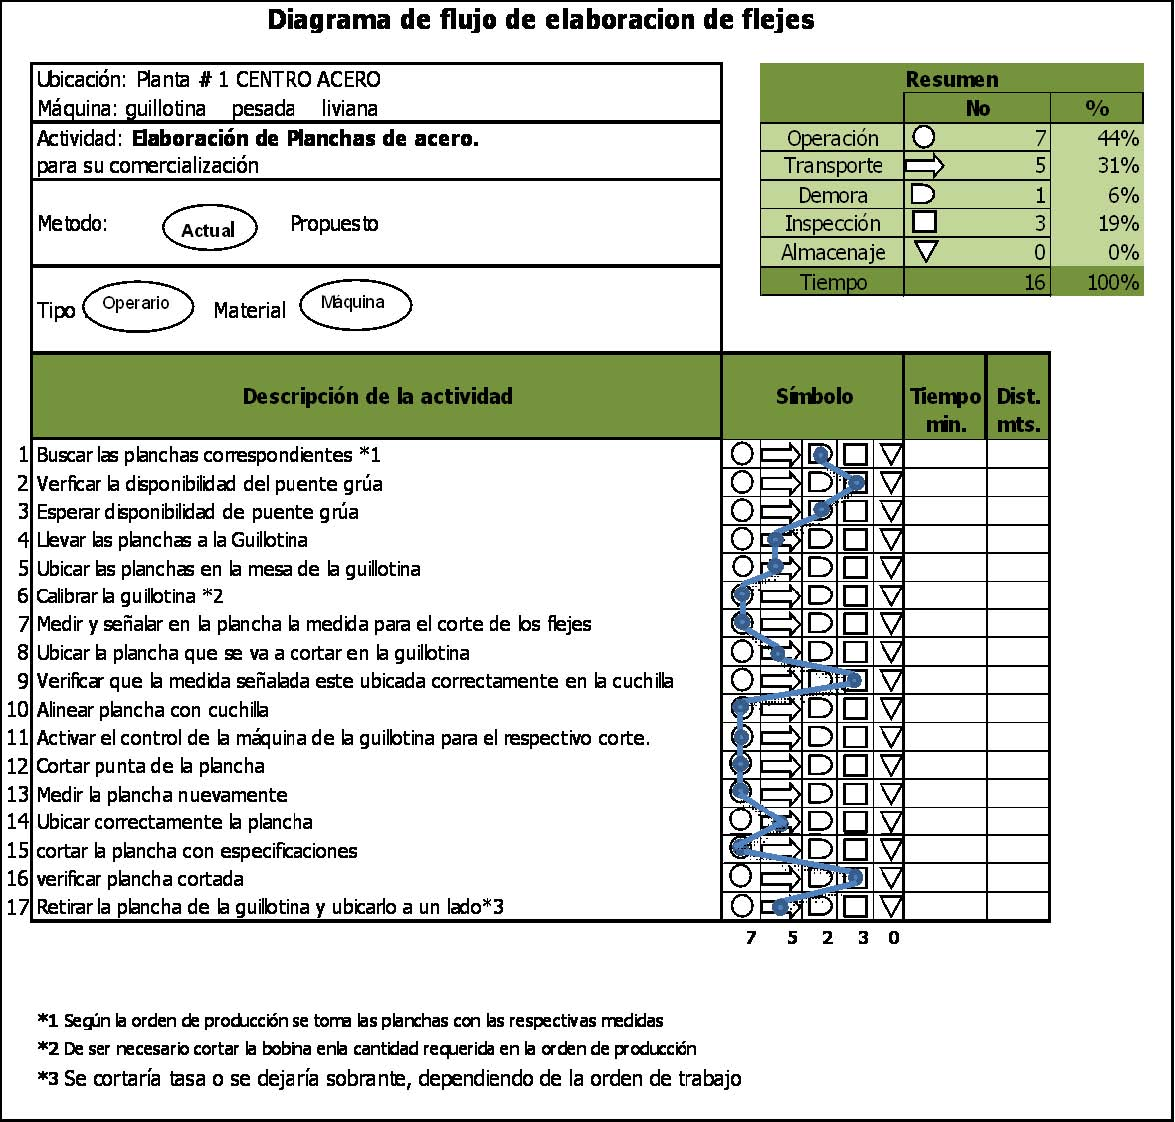 Diagrama de flujo de elaboracion de flejes
Ubicación: Planta # 1 CENTRO ACERO
Máquina: guillotina pesada liviana
Actividad: Elaboración de Planchas de acero.
para su comercialización
Metodo: Actual Propuesto
Tipo . Operario Material Máquina
Resumen
No %
Operación 7 44%
Transporte 5 31%
Demora 1 6%
Inspección 3 19%
Almacenaje 0 0%
Tiempo 16 100%
Descripción de la actividad Símbolo Tiempo min. Dist. mts.
1 Buscar las planchas correspondientes *1
2 Verficar la disponibilidad del puente grúa
3 Esperar disponibilidad de puente grúa
4 Llevar las planchas a la Guillotina
5 Ubicar las planchas en la mesa de la guillotina
6 Calibrar la guillotina *2
7 Medir y señalar en la plancha la medida para el corte de los flejes
8 Ubicar la plancha que se va a cortar en la guillotina
9 Verificar que la medida señalada este ubicada correctamente en la cuchilla
10 Alinear plancha con cuchilla
11 Activar el control de la máquina de la guillotina para el respectivo corte.
12 Cortar punta de la plancha
13 Medir la plancha nuevamente
14 Ubicar correctamente la plancha
15 cortar la plancha con especificaciones
16 verificar plancha cortada
17 Retirar la plancha de la guillotina y ubicarlo a un lado*3
7 5 2 3 0
*1 Según la orden de producción se toma las planchas con las respectivas medidas
*2 De ser necesario cortar la bobina enla cantidad requerida en la orden de producción
*3 Se cortaría tasa o se dejaría sobrante, dependiendo de la orden de trabajo